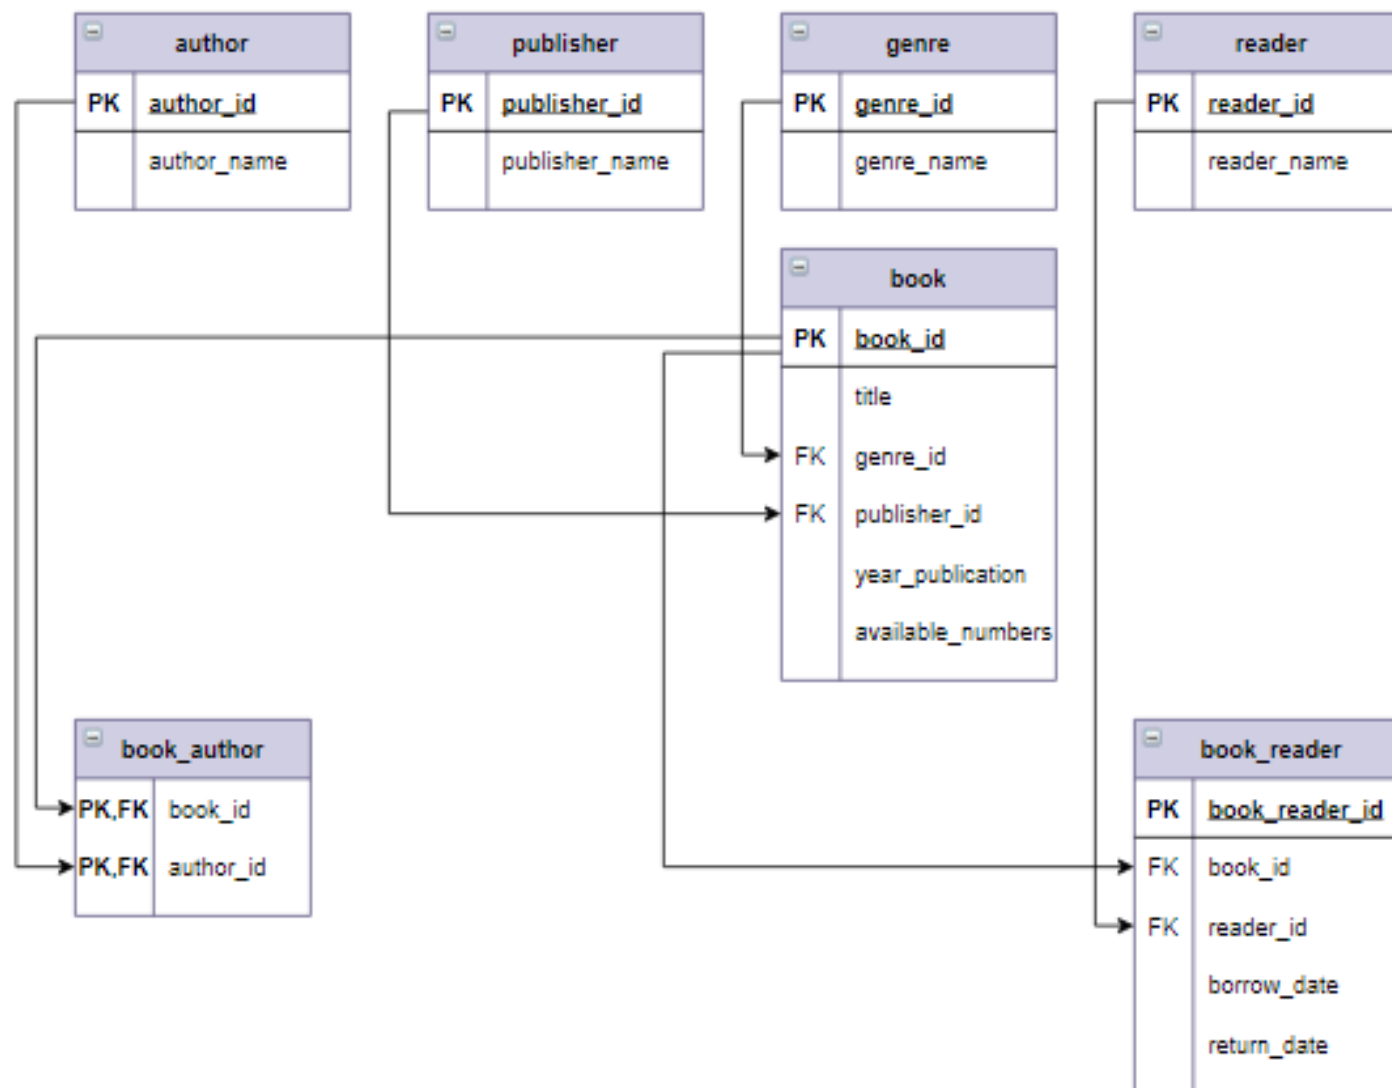 author
PK author_id
author_name
publisher
PK publisher_id
publisher_name
genre
PK genre_id
genre_name
reader
PK reader_id
reader_name
book
PK book_id
title
FK genre_id
FK publisher_id
year_publication
available_numbers
book_author
PK,FK book_id
PK,FK author_id
book_reader
PK book_reader_id
FK book_id
FK reader_id
borrow_date
return_date